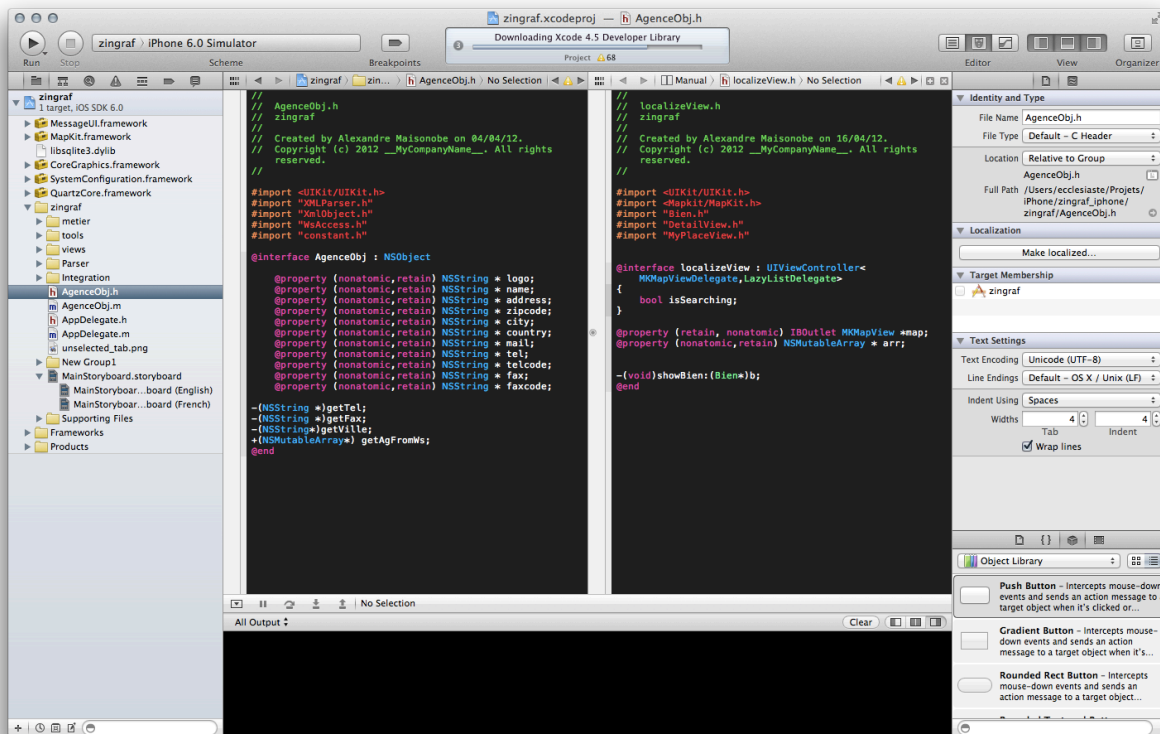 zingraf.xcodeproj — AgenceObj.h
Run
Stop
zingraf › iPhone 6.0 Simulator
Scheme
Breakpoints
3
Downloading Xcode 4.5 Developer Library
Project 68
Editor
View
Organizer
zingraf
1 target, iOS SDK 6.0
MessageUI.framework
MapKit.framework
libsqlite3.dylib
CoreGraphics.framework
SystemConfiguration.framework
QuartzCore.framework
zingraf
metier
tools
views
Parser
Integration
AgenceObj.h
AgenceObj.m
AppDelegate.h
AppDelegate.m
unselected_tab.png
New Group1
MainStoryboard.storyboard
MainStoryboar...board (English)
MainStoryboar...board (French)
Supporting Files
Frameworks
Products
zingraf › zin... › AgenceObj.h › No Selection
//
//  AgenceObj.h
//  zingraf
//
//  Created by Alexandre Maisonobe on 04/04/12.
//  Copyright (c) 2012 __MyCompanyName__. All rights
reserved.
//
#import <UIKit/UIKit.h>
#import "XMLParser.h"
#import "XmlObject.h"
#import "WsAccess.h"
#import "constant.h"
@interface AgenceObj : NSObject
@property (nonatomic,retain) NSString * logo;
@property (nonatomic,retain) NSString * name;
@property (nonatomic,retain) NSString * address;
@property (nonatomic,retain) NSString * zipcode;
@property (nonatomic,retain) NSString * city;
@property (nonatomic,retain) NSString * country;
@property (nonatomic,retain) NSString * mail;
@property (nonatomic,retain) NSString * tel;
@property (nonatomic,retain) NSString * telcode;
@property (nonatomic,retain) NSString * fax;
@property (nonatomic,retain) NSString * faxcode;
-(NSString *)getTel;
-(NSString *)getFax;
-(NSString*)getVille;
+(NSMutableArray*) getAgFromWs;
@end
Manual › localizeView.h › No Selection
//
//  localizeView.h
//  zingraf
//
//  Created by Alexandre Maisonobe on 16/04/12.
//  Copyright (c) 2012 __MyCompanyName__. All rights
reserved.
//
#import <UIKit/UIKit.h>
#import <Mapkit/MapKit.h>
#import "Bien.h"
#import "DetailView.h"
#import "MyPlaceView.h"
@interface localizeView : UIViewController<
MKMapViewDelegate,LazyListDelegate>
{
bool isSearching;
}
@property (retain, nonatomic) IBOutlet MKMapView *map;
@property (nonatomic,retain) NSMutableArray * arr;
-(void)showBien:(Bien*)b;
@end
No Selection
All Output
Clear
Identity and Type
File Name AgenceObj.h
File Type Default - C Header
Location Relative to Group
AgenceObj.h
Full Path /Users/ecclesiaste/Projets/
iPhone/zingraf_iphone/
zingraf/AgenceObj.h
Localization
Make localized...
Target Membership
zingraf
Text Settings
Text Encoding Unicode (UTF-8)
Line Endings Default - OS X / Unix (LF)
Indent Using Spaces
Widths 4 4
Tab Indent
Wrap lines
{}
Object Library
Push Button - Intercepts mouse-down
events and sends an action message to
target object when it's clicked or...
Gradient Button - Intercepts mouse-
down events and sends an action
message to a target object when it's...
Rounded Rect Button - Intercepts
mouse-down events and sends an
action message to a target object...